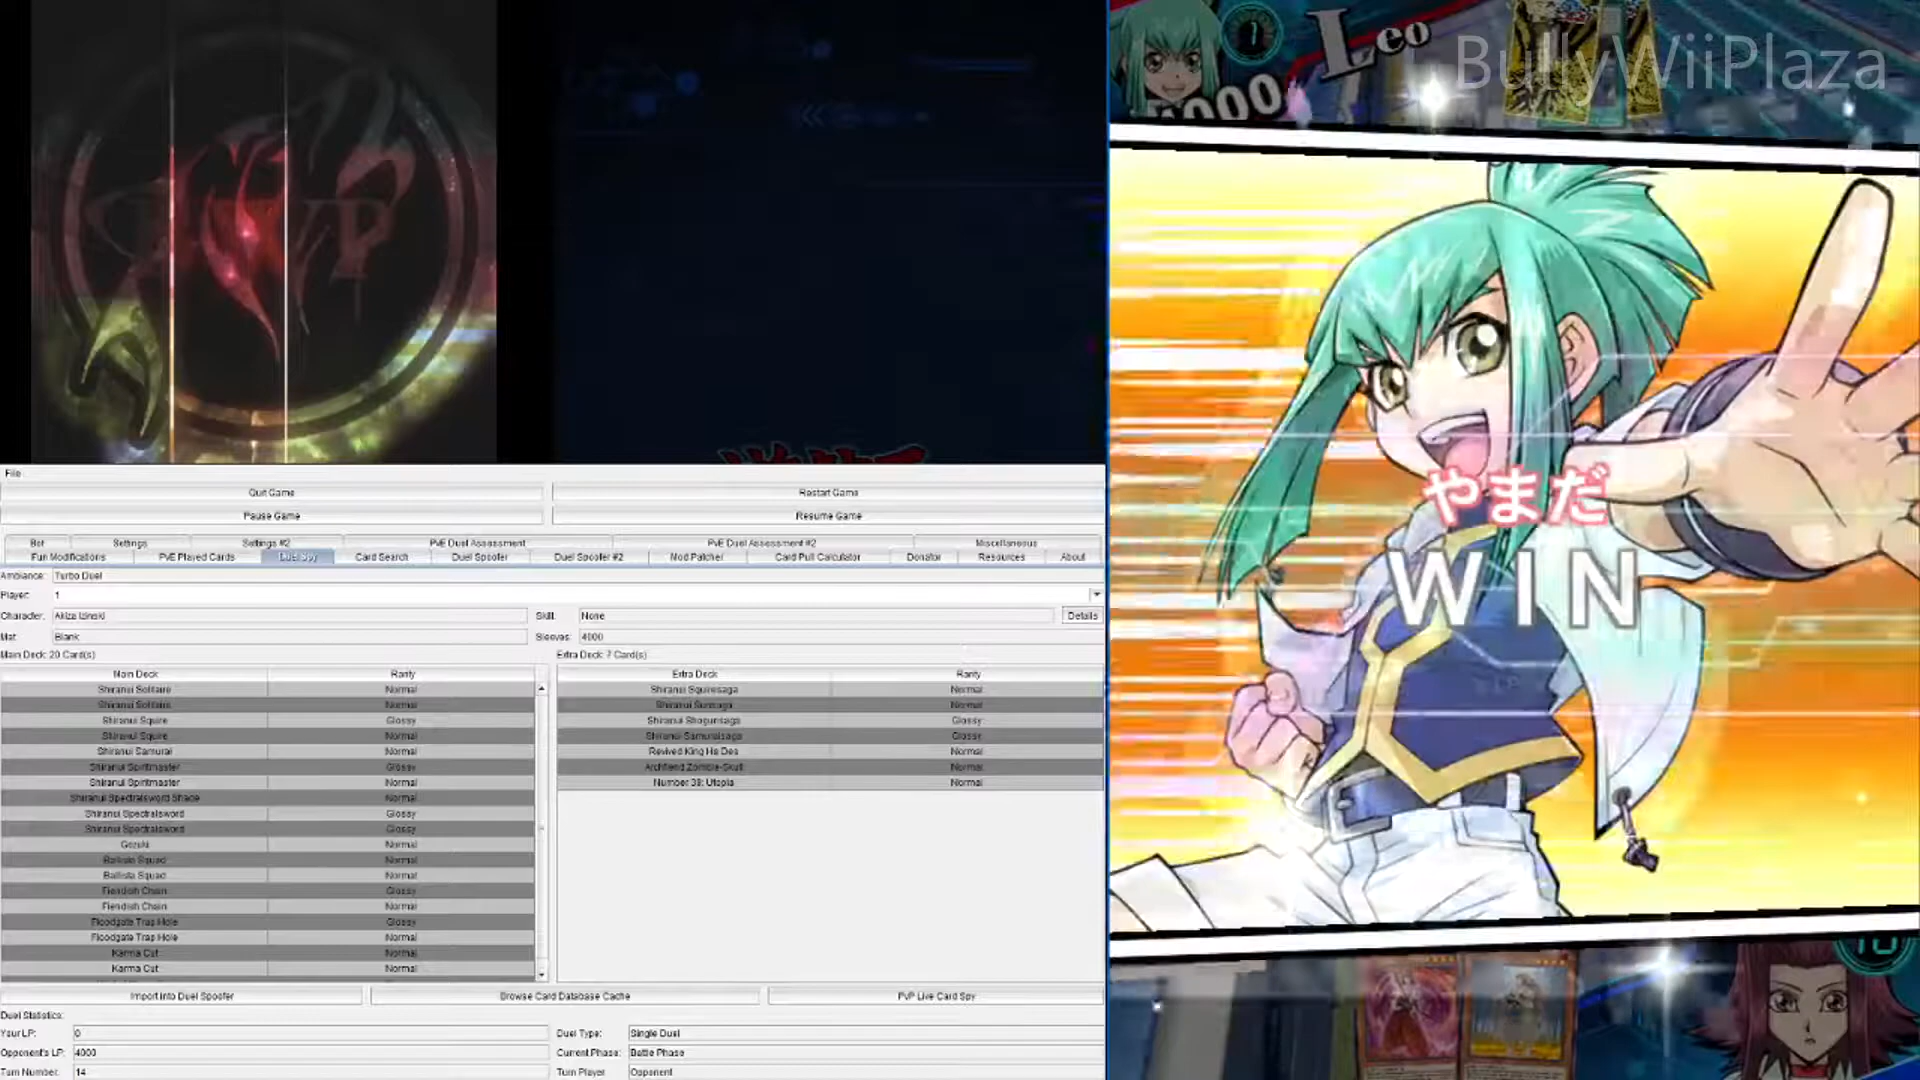 Leo
BullyWiiPlaza
やまだ
WIN
File
Quit Game
Restart Game
Pause Game
Resume Game
Bot
Settings
Settings #2
PvE Duel Assessment
PvE Duel Assessment #2
Miscellaneous
Fun Modifications
PvE Played Cards
Duel Spy
Card Search
Duel Spoofer
Duel Spoofer #2
Mod Patcher
Card Pull Calculator
Donator
Resources
About
Ambiance: Turbo Duel
Player: 1
Character: Akiza Izinski
Skill: None
Details
Mat: Blank
Sleeves: 4000
Main Deck: 20 Card(s)
Extra Deck: 7 Card(s)
Main Deck Rarity
Shiranui Solitaire Normal
Shiranui Solitaire Normal
Shiranui Squire Glossy
Shiranui Squire Normal
Shiranui Samurai Normal
Shiranui Spiritmaster Glossy
Shiranui Spiritmaster Normal
Shiranui Spectralsword Shade Normal
Shiranui Spectralsword Glossy
Shiranui Spectralsword Glossy
Gozuki Normal
Ballista Squad Normal
Ballista Squad Normal
Fiendish Chain Glossy
Fiendish Chain Normal
Floodgate Trap Hole Glossy
Floodgate Trap Hole Normal
Karma Cut Normal
Karma Cut Normal
Extra Deck Rarity
Shiranui Squiresaga Normal
Shiranui Sunsaga Normal
Shiranui Shogunsaga Glossy
Shiranui Samuraisaga Glossy
Revived King Ha Des Normal
Archfiend Zombie-Skull Normal
Number 39: Utopia Normal
Import into Duel Spoofer
Browse Card Database Cache
PvP Live Card Spy
Duel Statistics:
Your LP: 0
Duel Type: Single Duel
Opponent's LP: 4000
Current Phase: Battle Phase
Turn Number: 14
Turn Player Opponent